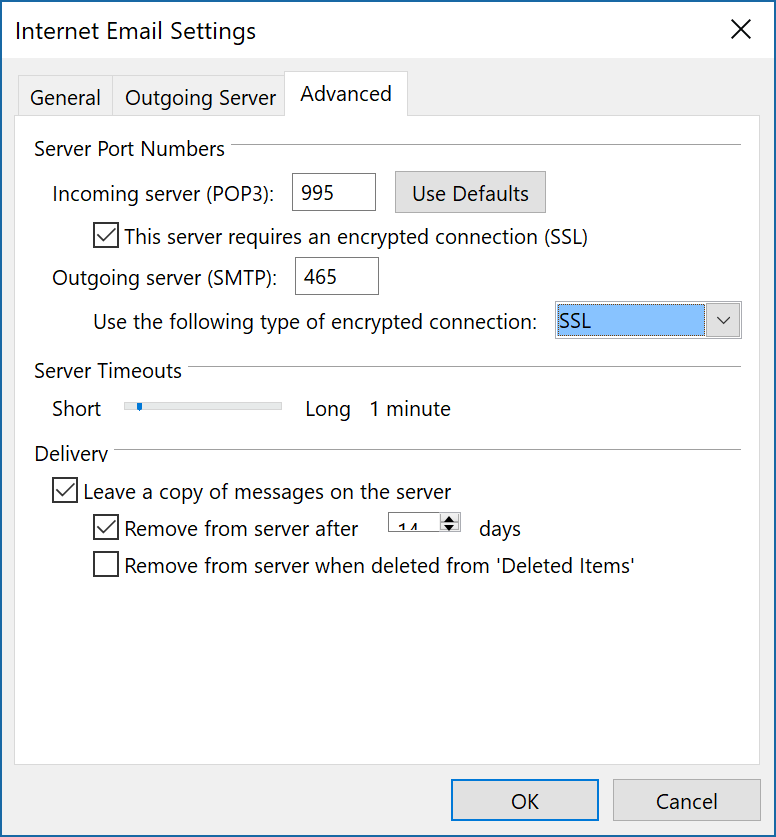 Internet Email Settings
General Outgoing Server Advanced
Server Port Numbers
Incoming server (POP3): 995 Use Defaults
This server requires an encrypted connection (SSL)
Outgoing server (SMTP): 465
Use the following type of encrypted connection: SSL
Server Timeouts
Short Long 1 minute
Delivery
Leave a copy of messages on the server
Remove from server after 14 days
Remove from server when deleted from 'Deleted Items'
OK Cancel